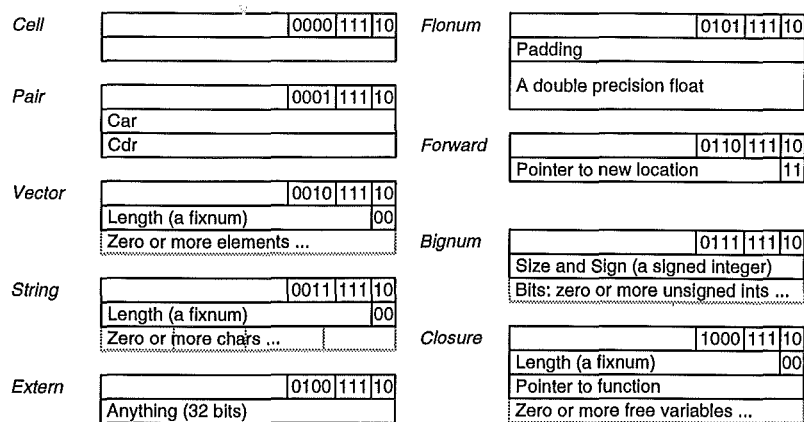 Cell
0000 111 10
Pair
0001 111 10
Car
Cdr
Vector
0010 111 10
Length (a fixnum) 00
Zero or more elements ...
String
0011 111 10
Length (a fixnum) 00
Zero or more chars ...
Extern
0100 111 10
Anything (32 bits)
Flonum
0101 111 10
Padding
A double precision float
Forward
0110 111 10
Pointer to new location 11
Bignum
0111 111 10
Size and Sign (a signed integer)
Bits: zero or more unsigned ints ...
Closure
1000 111 10
Length (a fixnum) 00
Pointer to function
Zero or more free variables ...